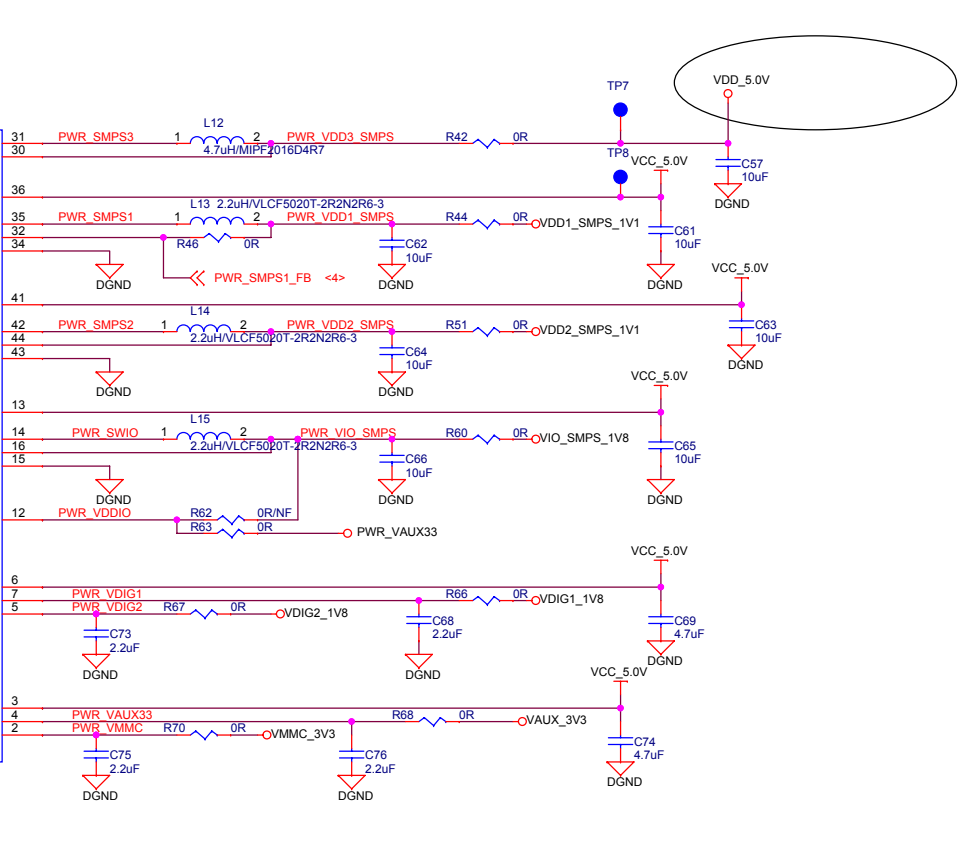 TP7
VDD_5.0V
L12
31 PWR_SMPS3 1 2 PWR_VDD3_SMPS R42 0R
30 4.7uH/MIPF2016D4R7
TP8 VCC_5.0V
C57
10uF
DGND
36
L13 2.2uH/VLCF5020T-2R2N2R6-3
35 PWR_SMPS1 1 2 PWR_VDD1_SMPS R44 0R VDD1_SMPS_1V1
32
R46 0R
34
C62
10uF
C61
10uF
DGND
PWR_SMPS1_FB <4>
DGND
DGND
VCC_5.0V
41
L14
42 PWR_SMPS2 1 2 PWR_VDD2_SMPS R51 0R VDD2_SMPS_1V1
44 2.2uH/VLCF5020T-2R2N2R6-3
43
C64
10uF
C63
10uF
DGND
DGND
DGND
VCC_5.0V
13
L15
14 PWR_SWIO 1 2 PWR_VIO_SMPS R60 0R VIO_SMPS_1V8
16 2.2uH/VLCF5020T-2R2N2R6-3
15
C66
10uF
C65
10uF
DGND
DGND
DGND
12 PWR_VDDIO R62 0R/NF
R63 0R PWR_VAUX33
VCC_5.0V
6
7 PWR_VDIG1 R66 0R VDIG1_1V8
5 PWR_VDIG2 R67 0R VDIG2_1V8
C73
2.2uF
C68
2.2uF
C69
4.7uF
DGND
DGND
DGND
VCC_5.0V
3
4 PWR_VAUX33 R68 0R VAUX_3V3
2 PWR_VMMC R70 0R VMMC_3V3
C75
2.2uF
C76
2.2uF
C74
4.7uF
DGND
DGND
DGND